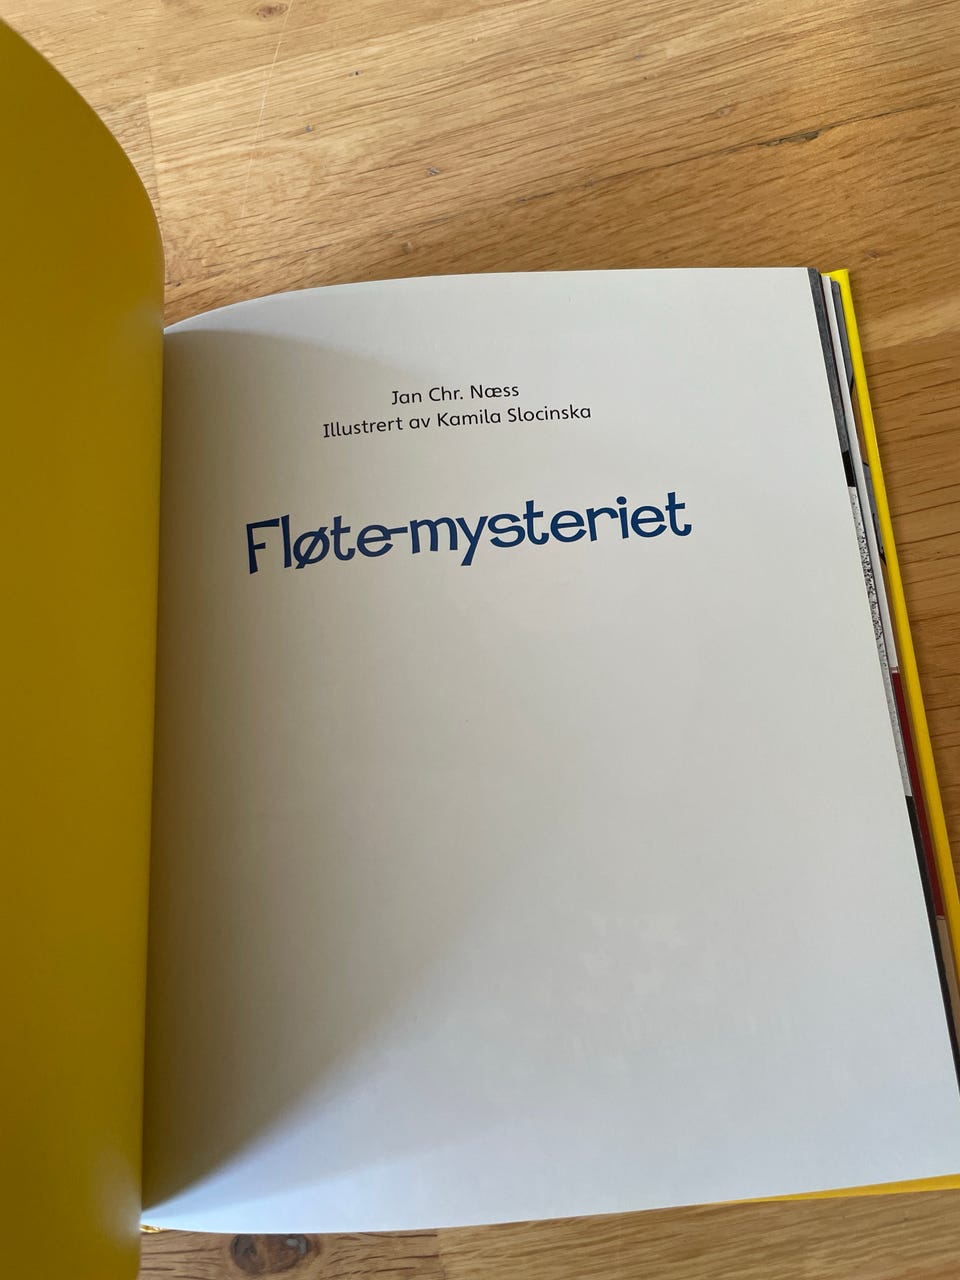 Jan Chr. Næss
Illustrert av Kamila Slocinska
Fløte-mysteriet